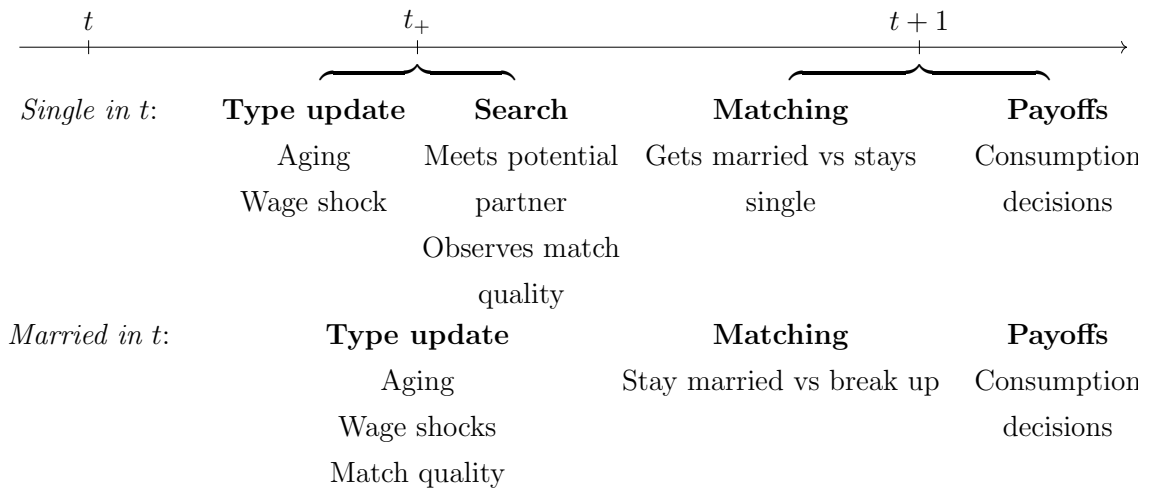 t t₊ t + 1
Single in t: Type update Search Matching Payoffs
Aging Meets potential Gets married vs stays Consumption
Wage shock partner single decisions
Observes match
quality
Married in t: Type update Matching Payoffs
Aging Stay married vs break up Consumption
Wage shocks decisions
Match quality